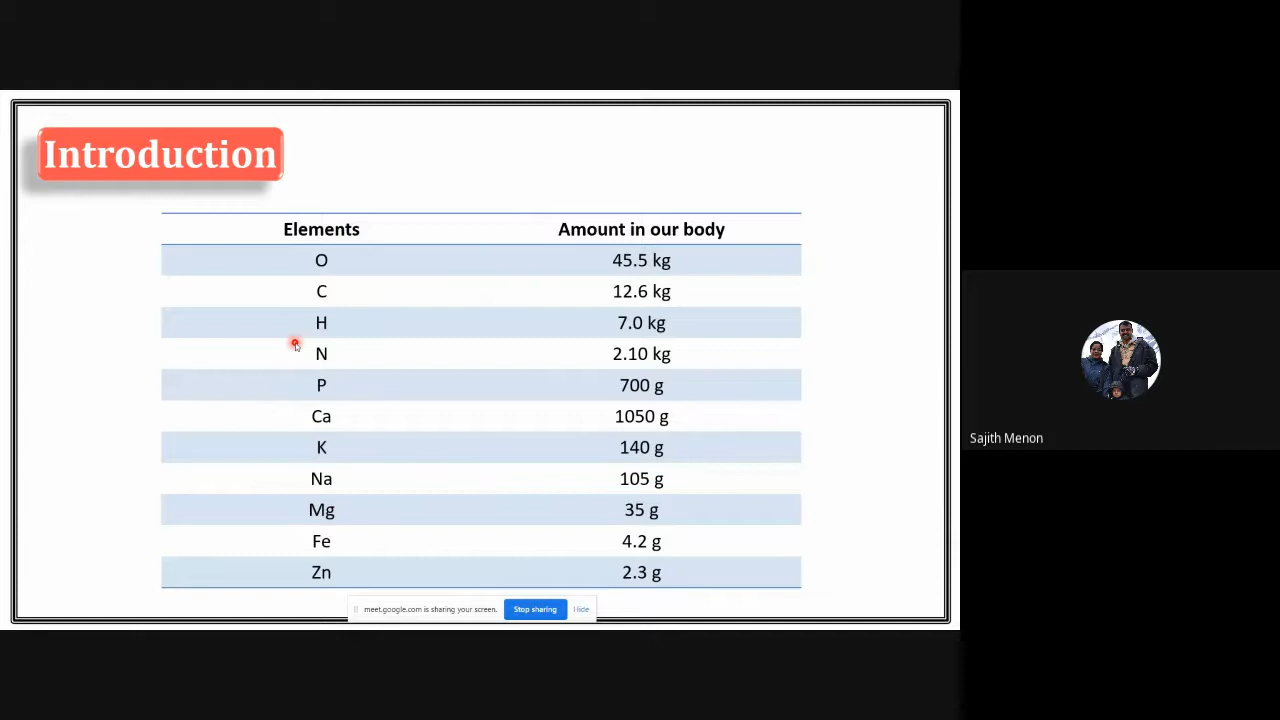 Introduction
Elements Amount in our body
O 45.5 kg
C 12.6 kg
H 7.0 kg
N 2.10 kg
P 700 g
Ca 1050 g
K 140 g
Na 105 g
Mg 35 g
Fe 4.2 g
Zn 2.3 g
meet.google.com is sharing your screen. Stop sharing Hide
Sajith Menon